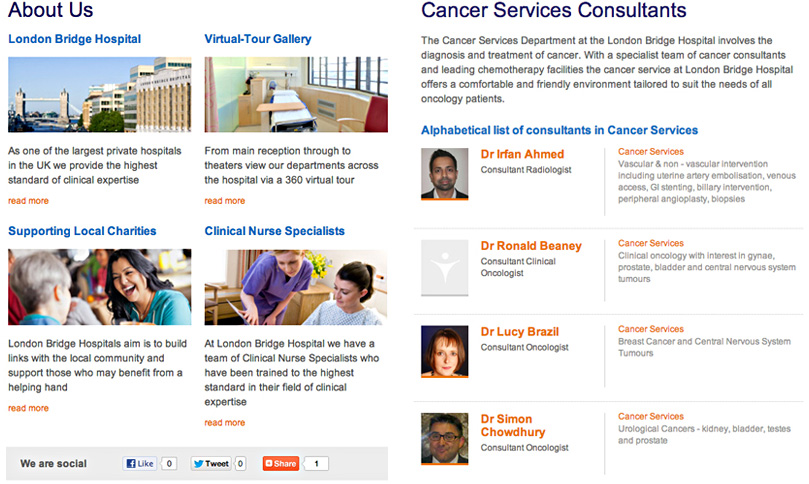 About Us
London Bridge Hospital
As one of the largest private hospitals
in the UK we provide the highest
standard of clinical expertise
read more
Virtual-Tour Gallery
From main reception through to
theaters view our departments across
the hospital via a 360 virtual tour
read more
Supporting Local Charities
London Bridge Hospitals aim is to build
links with the local community and
support those who may benefit from a
helping hand
read more
Clinical Nurse Specialists
At London Bridge Hospital we have a
team of Clinical Nurse Specialists who
have been trained to the highest
standard in their field of clinical
expertise
read more
We are social
Like 0 Tweet 0 Share 1
Cancer Services Consultants
The Cancer Services Department at the London Bridge Hospital involves the
diagnosis and treatment of cancer. With a specialist team of cancer consultants
and leading chemotherapy facilities the cancer service at London Bridge Hospital
offers a comfortable and friendly environment tailored to suit the needs of all
oncology patients.
Alphabetical list of consultants in Cancer Services
Dr Irfan Ahmed
Consultant Radiologist
Cancer Services
Vascular & non - vascular intervention
including uterine artery embolisation, venous
access, GI stenting, billary intervention,
peripheral angioplasty, biopsies
Dr Ronald Beaney
Consultant Clinical
Oncologist
Cancer Services
Clinical oncology with interest in gynae,
prostate, bladder and central nervous system
tumours
Dr Lucy Brazil
Consultant Oncologist
Cancer Services
Breast Cancer and Central Nervous System
Tumours
Dr Simon
Chowdhury
Consultant Oncologist
Cancer Services
Urological Cancers - kidney, bladder, testes
and prostate